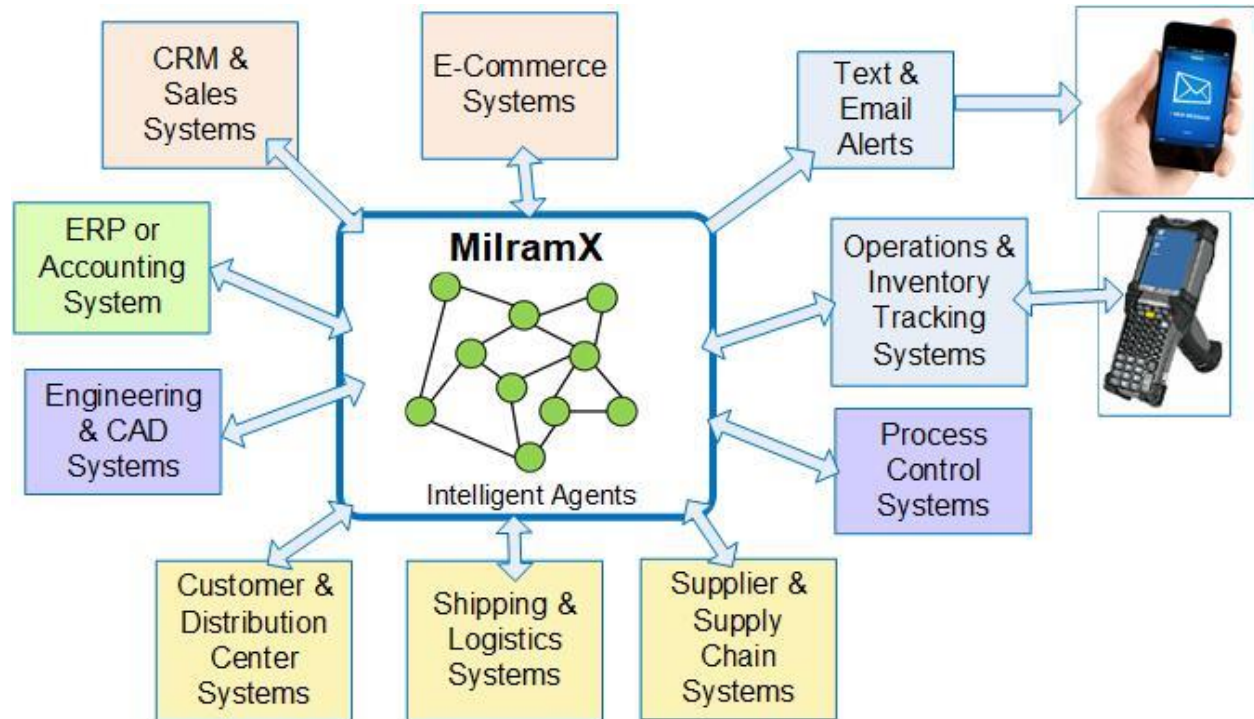 CRM &
Sales
Systems
E-Commerce
Systems
Text &
Email
Alerts
ERP or
Accounting
System
MilramX
Operations &
Inventory
Tracking
Systems
Engineering
& CAD
Systems
Intelligent Agents
Process
Control
Systems
Customer &
Distribution
Center
Systems
Shipping &
Logistics
Systems
Supplier &
Supply
Chain
Systems